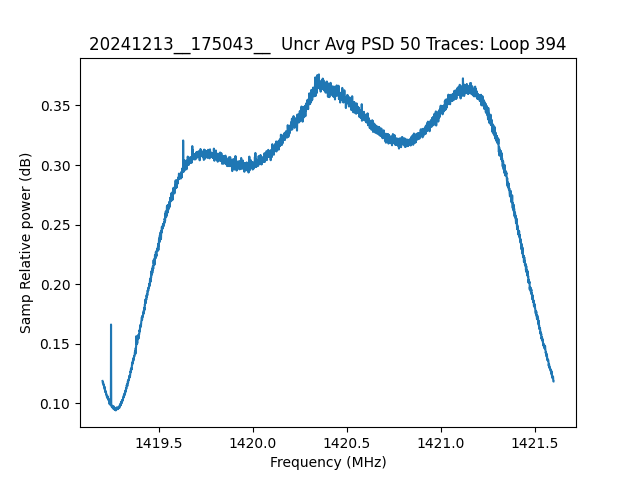 20241213__175043__  Uncr Avg PSD 50 Traces: Loop 394
Samp Relative power (dB)
0.35
0.30
0.25
0.20
0.15
0.10
1419.5 1420.0 1420.5 1421.0 1421.5
Frequency (MHz)